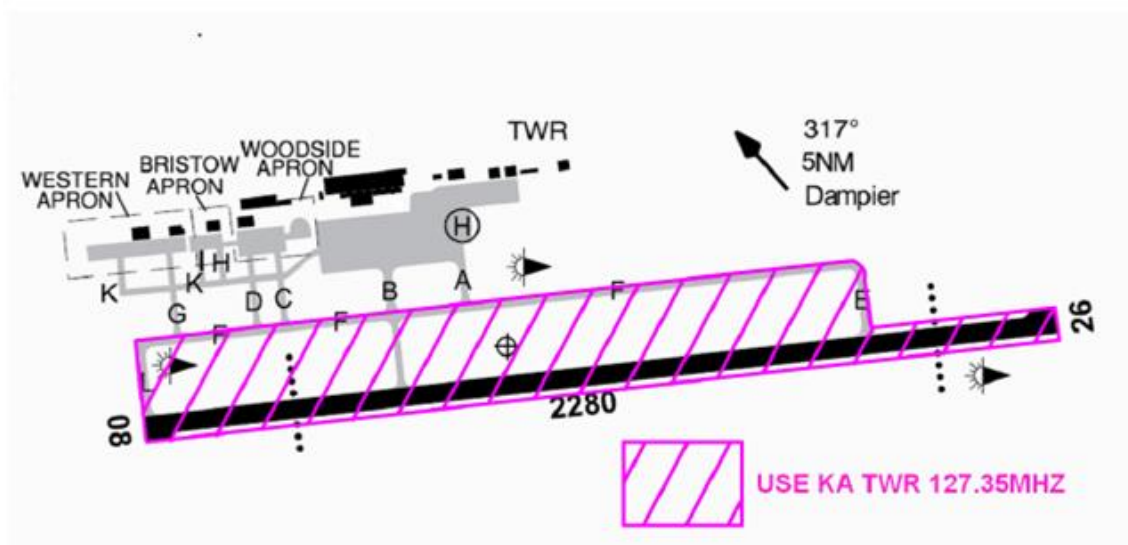 TWR
317°
5NM
Dampier
WOODSIDE
APRON
BRISTOW
APRON
WESTERN
APRON
H
K
K
H
G
D
C
B
A
F
F
F
E
L
08
26
2280
USE KA TWR 127.35MHZ